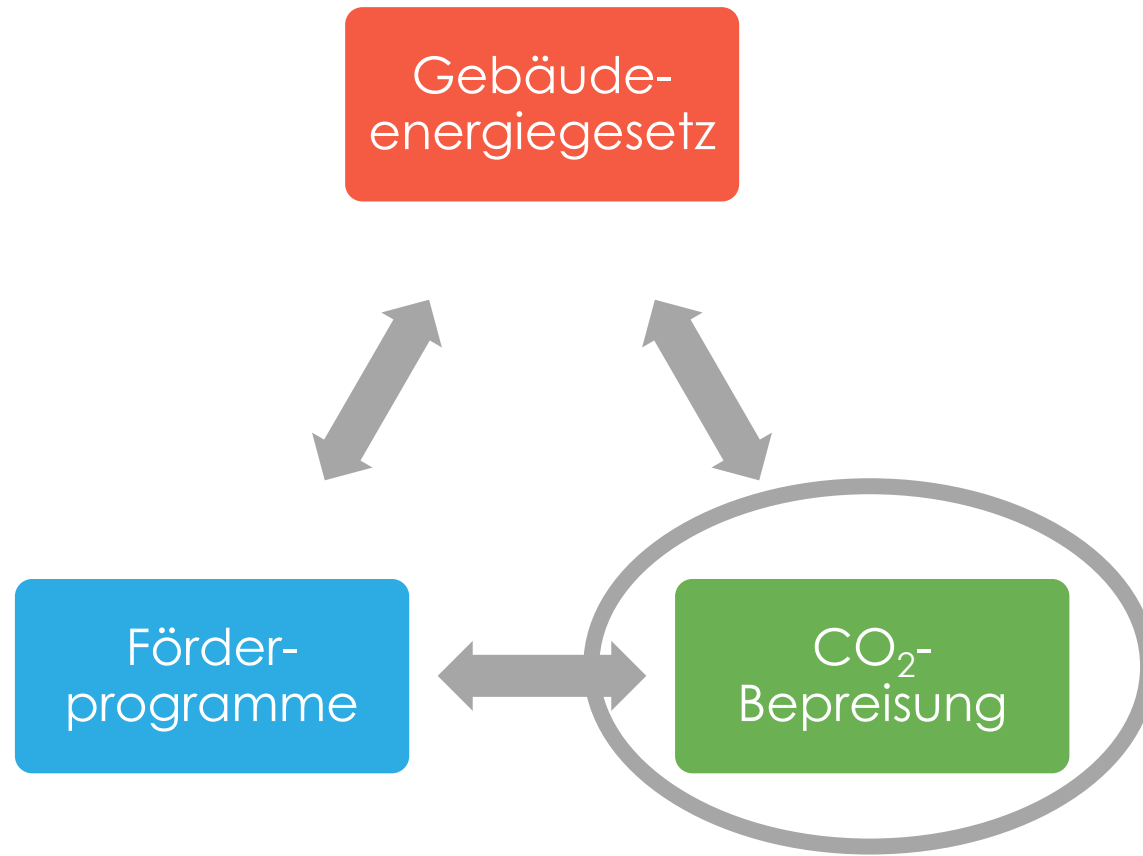 Gebäude-
energiegesetz
Förder-
programme
CO₂-
Bepreisung